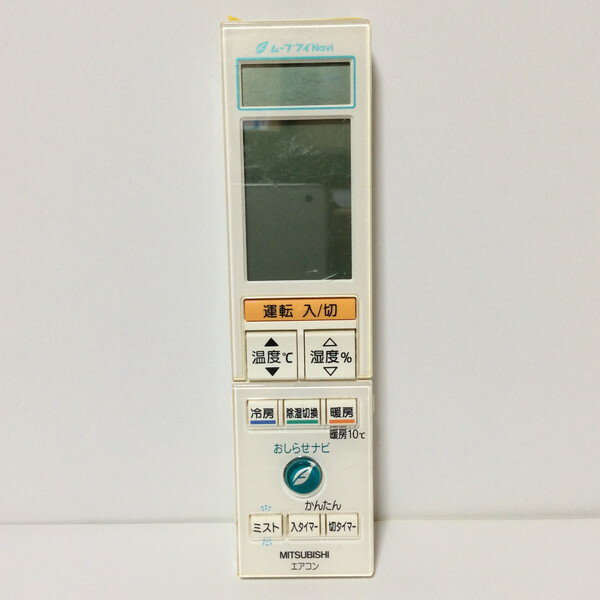 ムーブアイNavi
運転 入/切
▲ △
温度℃ 湿度%
▼ ▽
冷房 除湿切換 暖房
暖房10℃
おしらせナビ
かんたん
ミスト 入タイマー 切タイマー
MITSUBISHI
エアコン